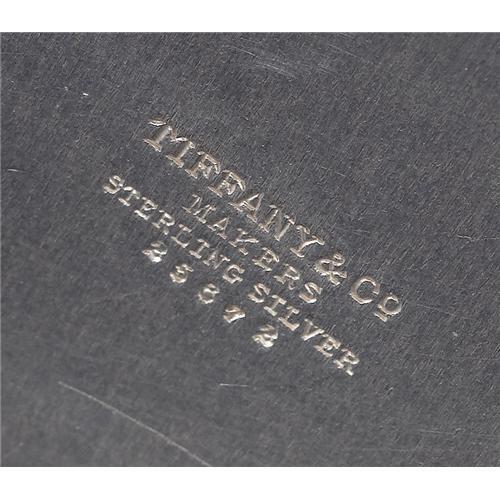 TIFFANY & Co
MAKERS
STERLING SILVER
25872